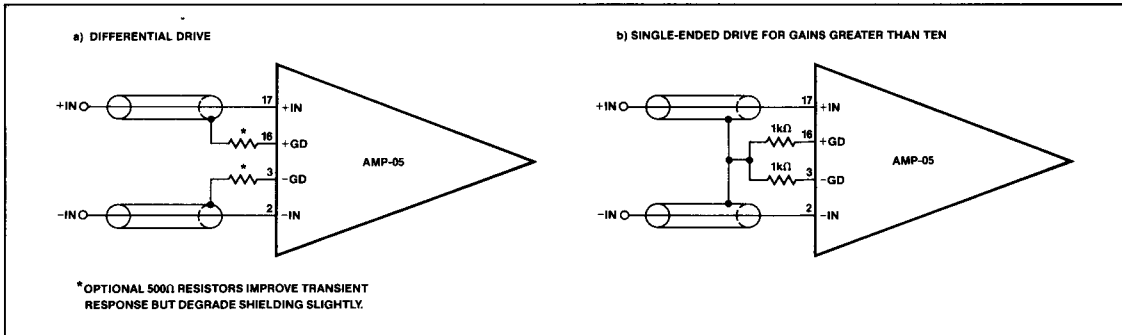 a) DIFFERENTIAL DRIVE
+IN
17
+IN
*
16
+GD
AMP-05
*
3
−GD
−IN
2
−IN
*OPTIONAL 500Ω RESISTORS IMPROVE TRANSIENT
RESPONSE BUT DEGRADE SHIELDING SLIGHTLY.
b) SINGLE-ENDED DRIVE FOR GAINS GREATER THAN TEN
+IN
17
+IN
1kΩ
16
+GD
AMP-05
1kΩ
3
−GD
−IN
2
−IN